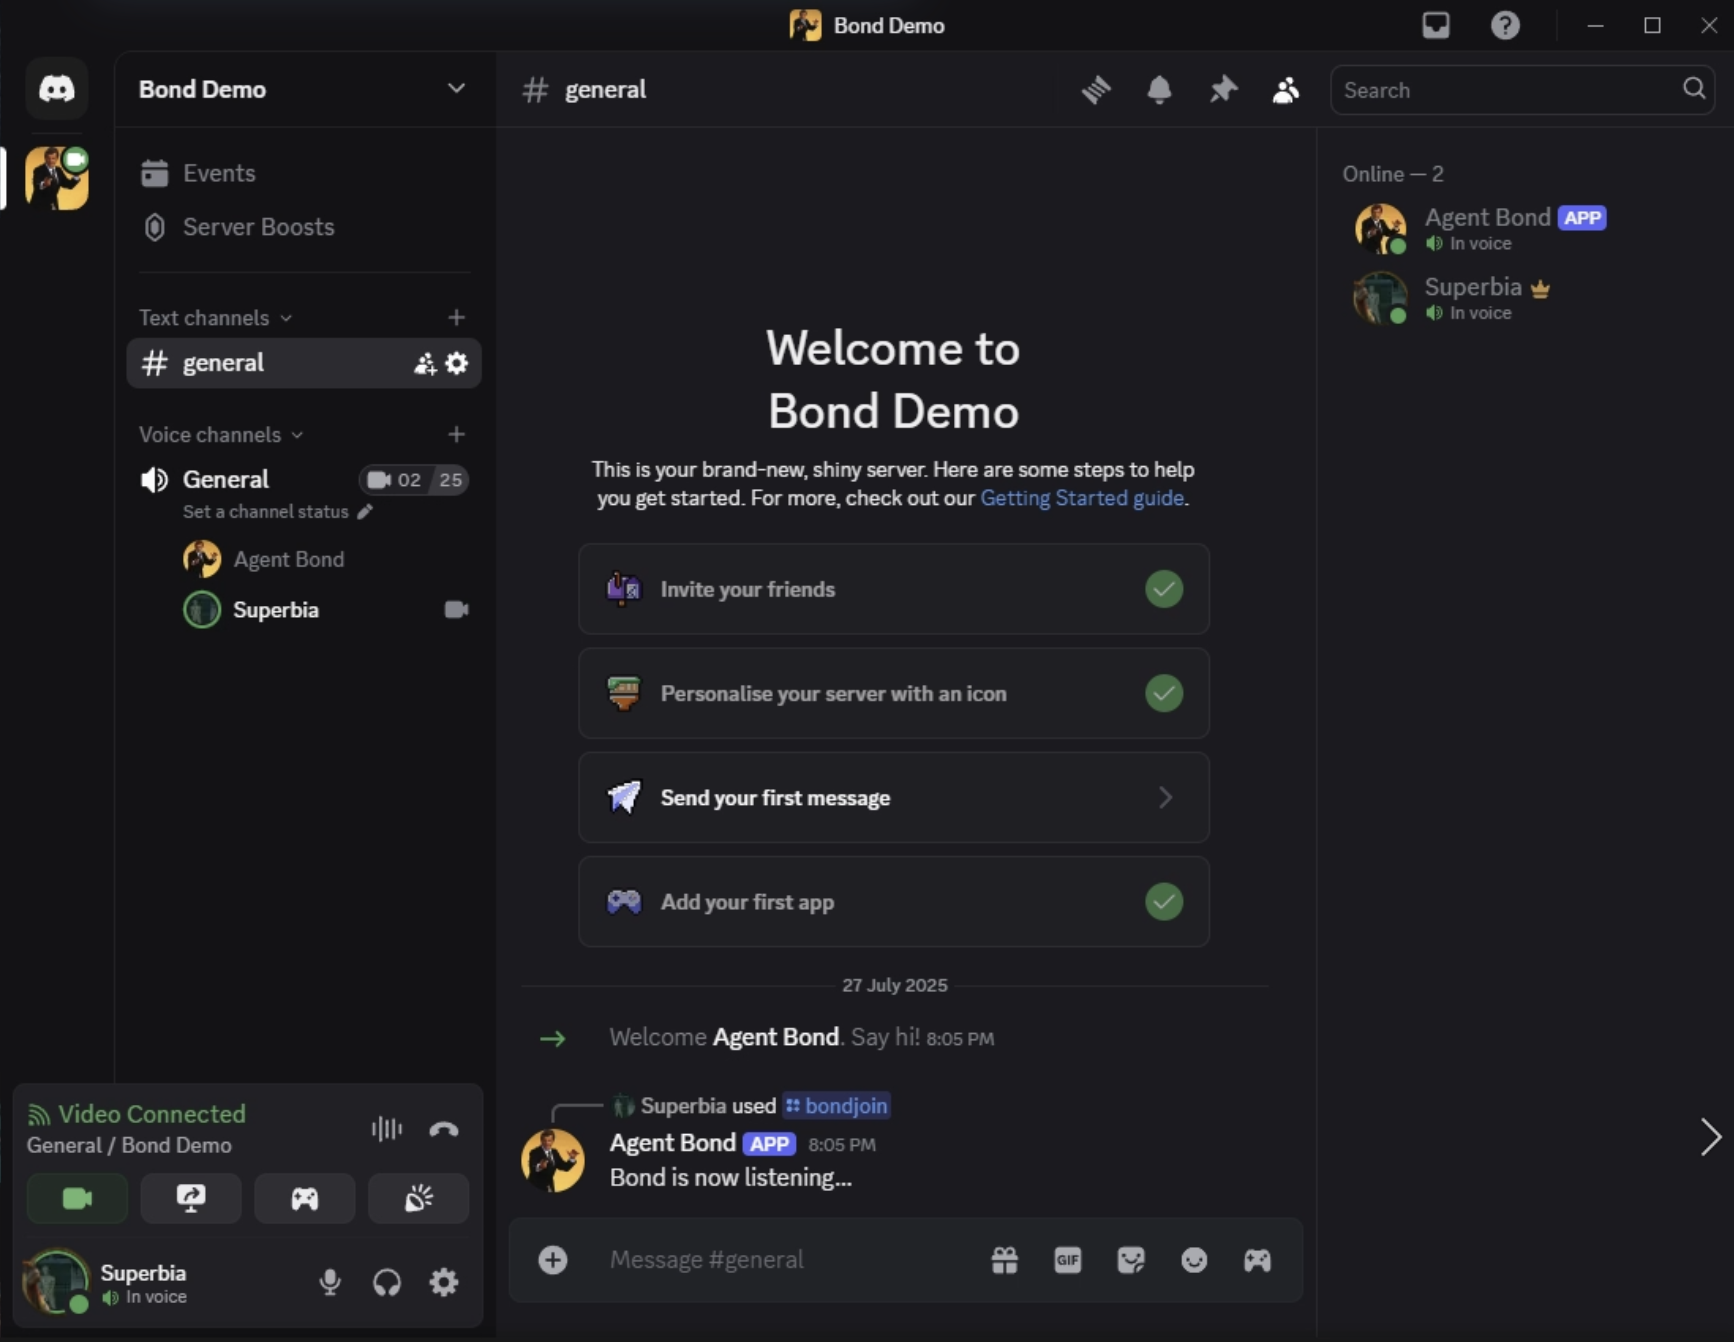 Bond Demo
Bond Demo
# general
Search
Events
Server Boosts
Text channels
# general
Voice channels
General
02 25
Set a channel status
Agent Bond
Superbia
Welcome to
Bond Demo
This is your brand-new, shiny server. Here are some steps to help
you get started. For more, check out our Getting Started guide.
Invite your friends
Personalise your server with an icon
Send your first message
Add your first app
27 July 2025
Welcome Agent Bond. Say hi! 8:05 PM
Superbia used bondjoin
Agent Bond APP 8:05 PM
Bond is now listening...
Message #general
GIF
Online — 2
Agent Bond APP
In voice
Superbia
In voice
Video Connected
General / Bond Demo
Superbia
In voice